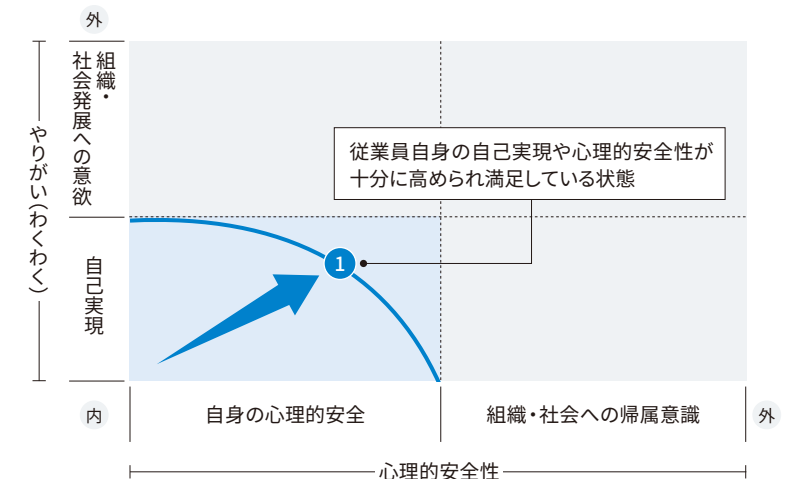 外
組織・
社会発展への意欲
やりがい(わくわく)
従業員自身の自己実現や心理的安全性が
十分に高められ満足している状態
1
自己実現
内
自身の心理的安全
組織・社会への帰属意識
外
心理的安全性